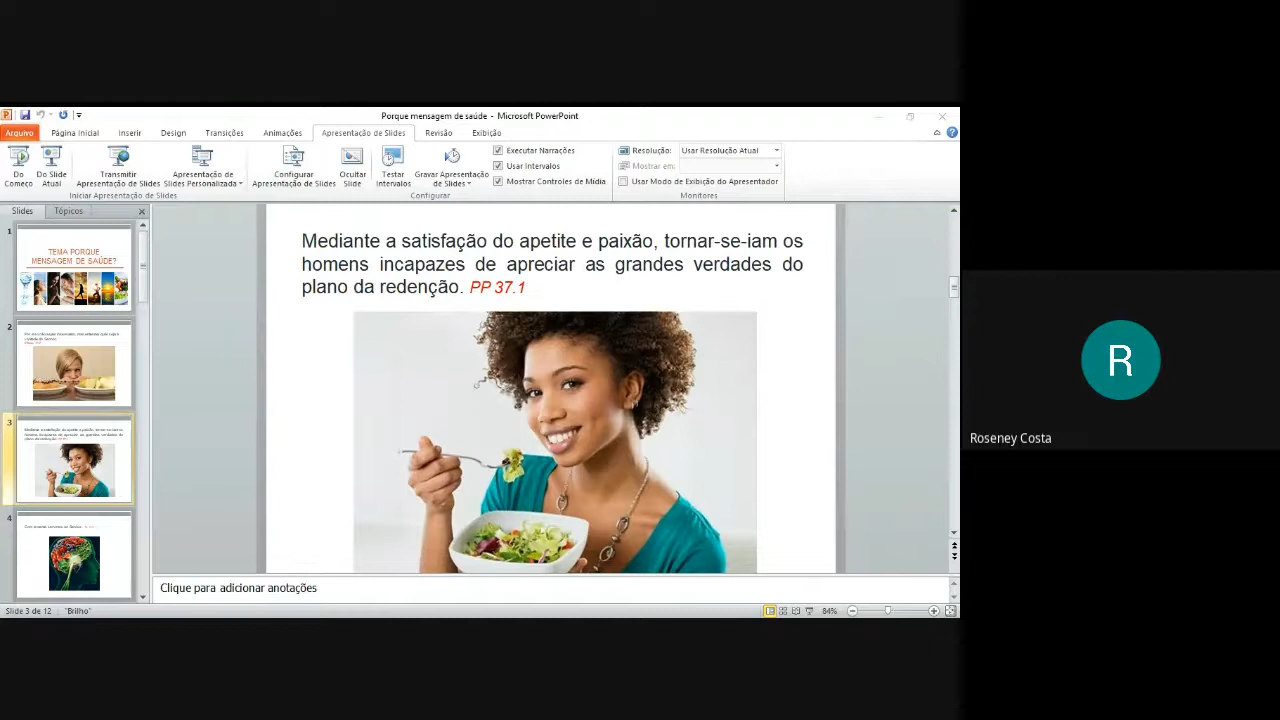 Porque mensagem de saúde - Microsoft PowerPoint
Arquivo Página Inicial Inserir Design Transições Animações Apresentação de Slides Revisão Exibição
Do Começo
Do Slide Atual
Transmitir Apresentação de Slides
Apresentação de Slides Personalizada
Iniciar Apresentação de Slides
Configurar Apresentação de Slides
Ocultar Slide
Testar Intervalos
Gravar Apresentação de Slides
Executar Narrações
Usar Intervalos
Mostrar Controles de Mídia
Configurar
Resolução: Usar Resolução Atual
Mostrar em:
Usar Modo de Exibição do Apresentador
Monitores
Slides Tópicos
1
TEMA PORQUE
MENSAGEM DE SAÚDE?
2
3
4
Mediante a satisfação do apetite e paixão, tornar-se-iam os
homens incapazes de apreciar as grandes verdades do
plano da redenção. PP 37.1
Clique para adicionar anotações
Slide 3 de 12 "Brilho" 84%
R
Roseney Costa